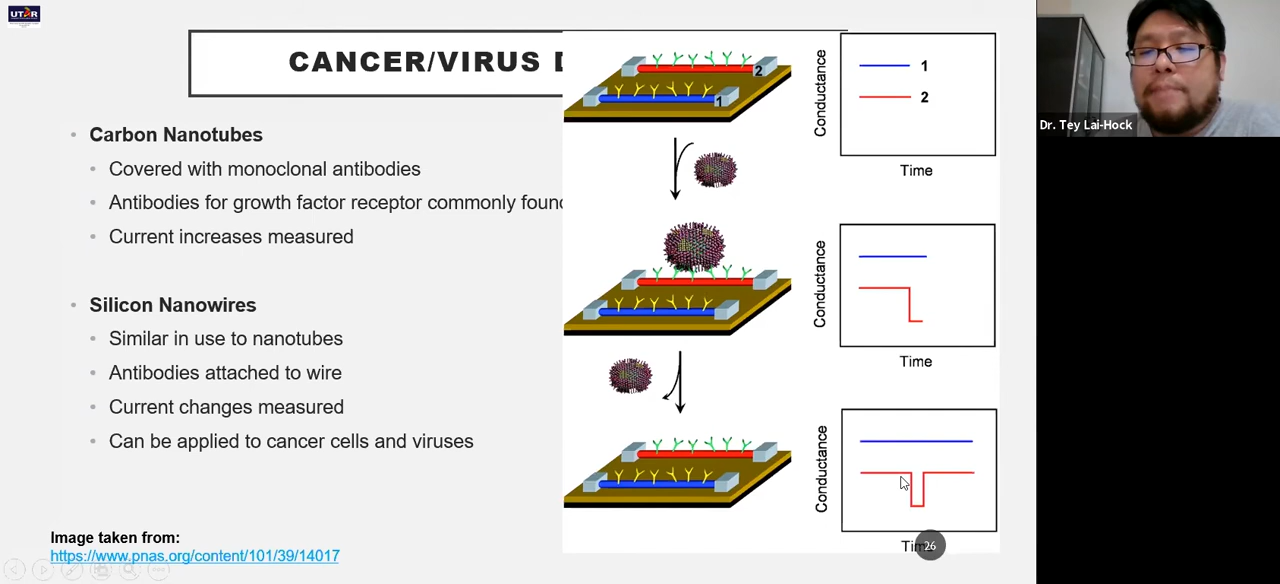 UTAR
CANCER/VIRUS D
Carbon Nanotubes
Covered with monoclonal antibodies
Antibodies for growth factor receptor commonly found
Current increases measured
Silicon Nanowires
Similar in use to nanotubes
Antibodies attached to wire
Current changes measured
Can be applied to cancer cells and viruses
Image taken from:
https://www.pnas.org/content/101/39/14017
2
1
Conductance
1
2
Time
Conductance
Time
Conductance
Tim
26
Dr. Tey Lai-Hock